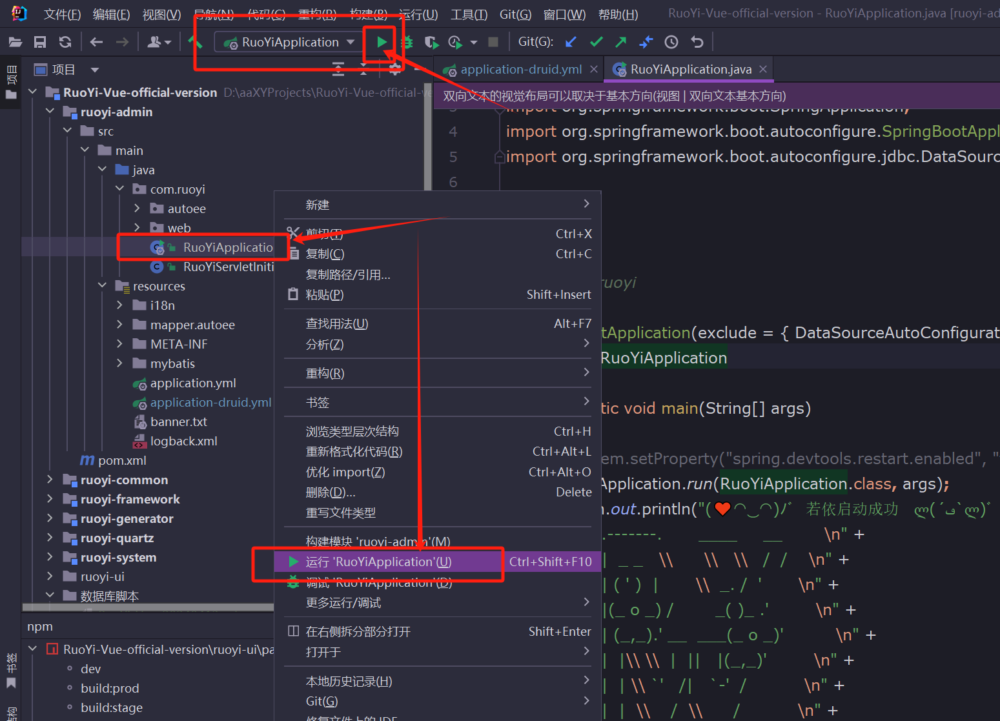 文件(F) 编辑(E) 视图(V) 导航(N) 代码(C) 重构(R) 构建(B) 运行(U) 工具(T) Git(G) 窗口(W) 帮助(H) RuoYi-Vue-official-version - RuoYiApplication.java [ruoyi-ad
RuoYiApplication Git(G):
项目
项目
application-druid.yml RuoYiApplication.java
双向文本的视觉布局可以取决于基本方向(视图 | 双向文本基本方向)
RuoYi-Vue-official-version D:\aaXYProjects\RuoYi-Vue-official-ve
ruoyi-admin
src
main
java
com.ruoyi
autoee
web
RuoYiApplicatio
RuoYiServletIniti
resources
i18n
mapper.autoee
META-INF
mybatis
application.yml
application-druid.yml
banner.txt
logback.xml
pom.xml
ruoyi-common
ruoyi-framework
ruoyi-generator
ruoyi-quartz
ruoyi-system
ruoyi-ui
数据库脚本
npm
RuoYi-Vue-official-version\ruoyi-ui\pa
dev
build:prod
build:stage
书签
结构
新建
剪切(T) Ctrl+X
复制(C) Ctrl+C
复制路径/引用...
粘贴(P) Shift+Insert
查找用法(U) Alt+F7
分析(Z)
重构(R)
书签
浏览类型层次结构 Ctrl+H
重新格式化代码(R) Ctrl+Alt+L
优化 import(Z) Ctrl+Alt+O
删除(D)... Delete
重写文件类型
构建模块 'ruoyi-admin'(M)
运行 'RuoYiApplication'(U) Ctrl+Shift+F10
调试 'RuoYiApplication'(D)
更多运行/调试
在右侧拆分部分打开 Shift+Enter
打开于
本地历史记录(H)
Git(G)
3 import org.springframework.boot.SpringApplication;
4 import org.springframework.boot.autoconfigure.SpringBootAppl
5 import org.springframework.boot.autoconfigure.jdbc.DataSourc
6
ruoyi
tApplication(exclude = { DataSourceAutoConfigurat
RuoYiApplication
tic void main(String[] args)
em.setProperty("spring.devtools.restart.enabled", "
Application.run(RuoYiApplication.class, args);
.out.println("(❤◠‿◠)ﾉﾞ 若依启动成功 ლ(´ڡ`ლ)ﾞ
.-------. ____ __ \n" +
| _ _ \\ \\ \\ / / \n" +
| ( ' ) | \\ _. / ' \n" +
|(_ o _) / _( )_ .' \n" +
| (_,_).' __ ___(_ o _)' \n" +
| |\\ \\ | || |(_,_)' \n" +
| | \\ `' /| `-' / \n" +
| | \\ / \\ / \n" +